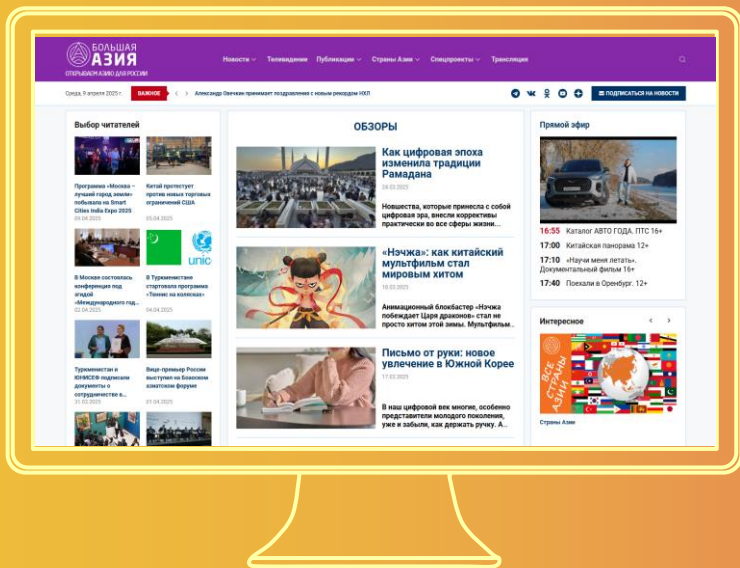 БОЛЬШАЯ
АЗИЯ
ОТКРЫВАЕМ АЗИЮ ДЛЯ РОССИИ
Новости Телевидение Публикации Страны Азии Спецпроекты Трансляция
Среда, 9 апреля 2025 г. ВАЖНОЕ Александр Овечкин принимает поздравления с новым рекордом НХЛ ПОДПИСАТЬСЯ НА НОВОСТИ
Выбор читателей
Программа «Москва –
лучший город земли»
побывала на Smart
Cities India Expo 2025
09.04.2025
Китай протестует
против новых торговых
ограничений США
05.04.2025
unic
В Москве состоялась
конференция под
эгидой
«Международного год...
02.04.2025
В Туркменистане
стартовала программа
«Теннис на колясках»
04.04.2025
Туркменистан и
ЮНИСЕФ подписали
документы о
сотрудничестве в...
31.03.2025
Вице-премьер России
выступил на Боаоском
азиатском форуме
01.04.2025
ОБЗОРЫ
Как цифровая эпоха
изменила традиции
Рамадана
24.03.2025
Новшества, которые принесла с собой
цифровая эра, внесли коррективы
практически во все сферы жизни...
«Нэчжа»: как китайский
мультфильм стал
мировым хитом
18.03.2025
Анимационный блокбастер «Нэчжа
побеждает Царя драконов» стал не
просто хитом этой зимы. Мультфильм...
Письмо от руки: новое
увлечение в Южной Корее
17.03.2025
В наш цифровой век многие, особенно
представители молодого поколения,
уже и забыли, как держать ручку. А...
Прямой эфир
16:55 Каталог АВТО ГОДА. ПТС 16+
17:00 Китайская панорама 12+
17:10 «Научи меня летать».
Документальный фильм 16+
17:40 Поехали в Оренбург. 12+
Интересное
ВСЕ
СТРАНЫ
АЗИИ
Страны Азии